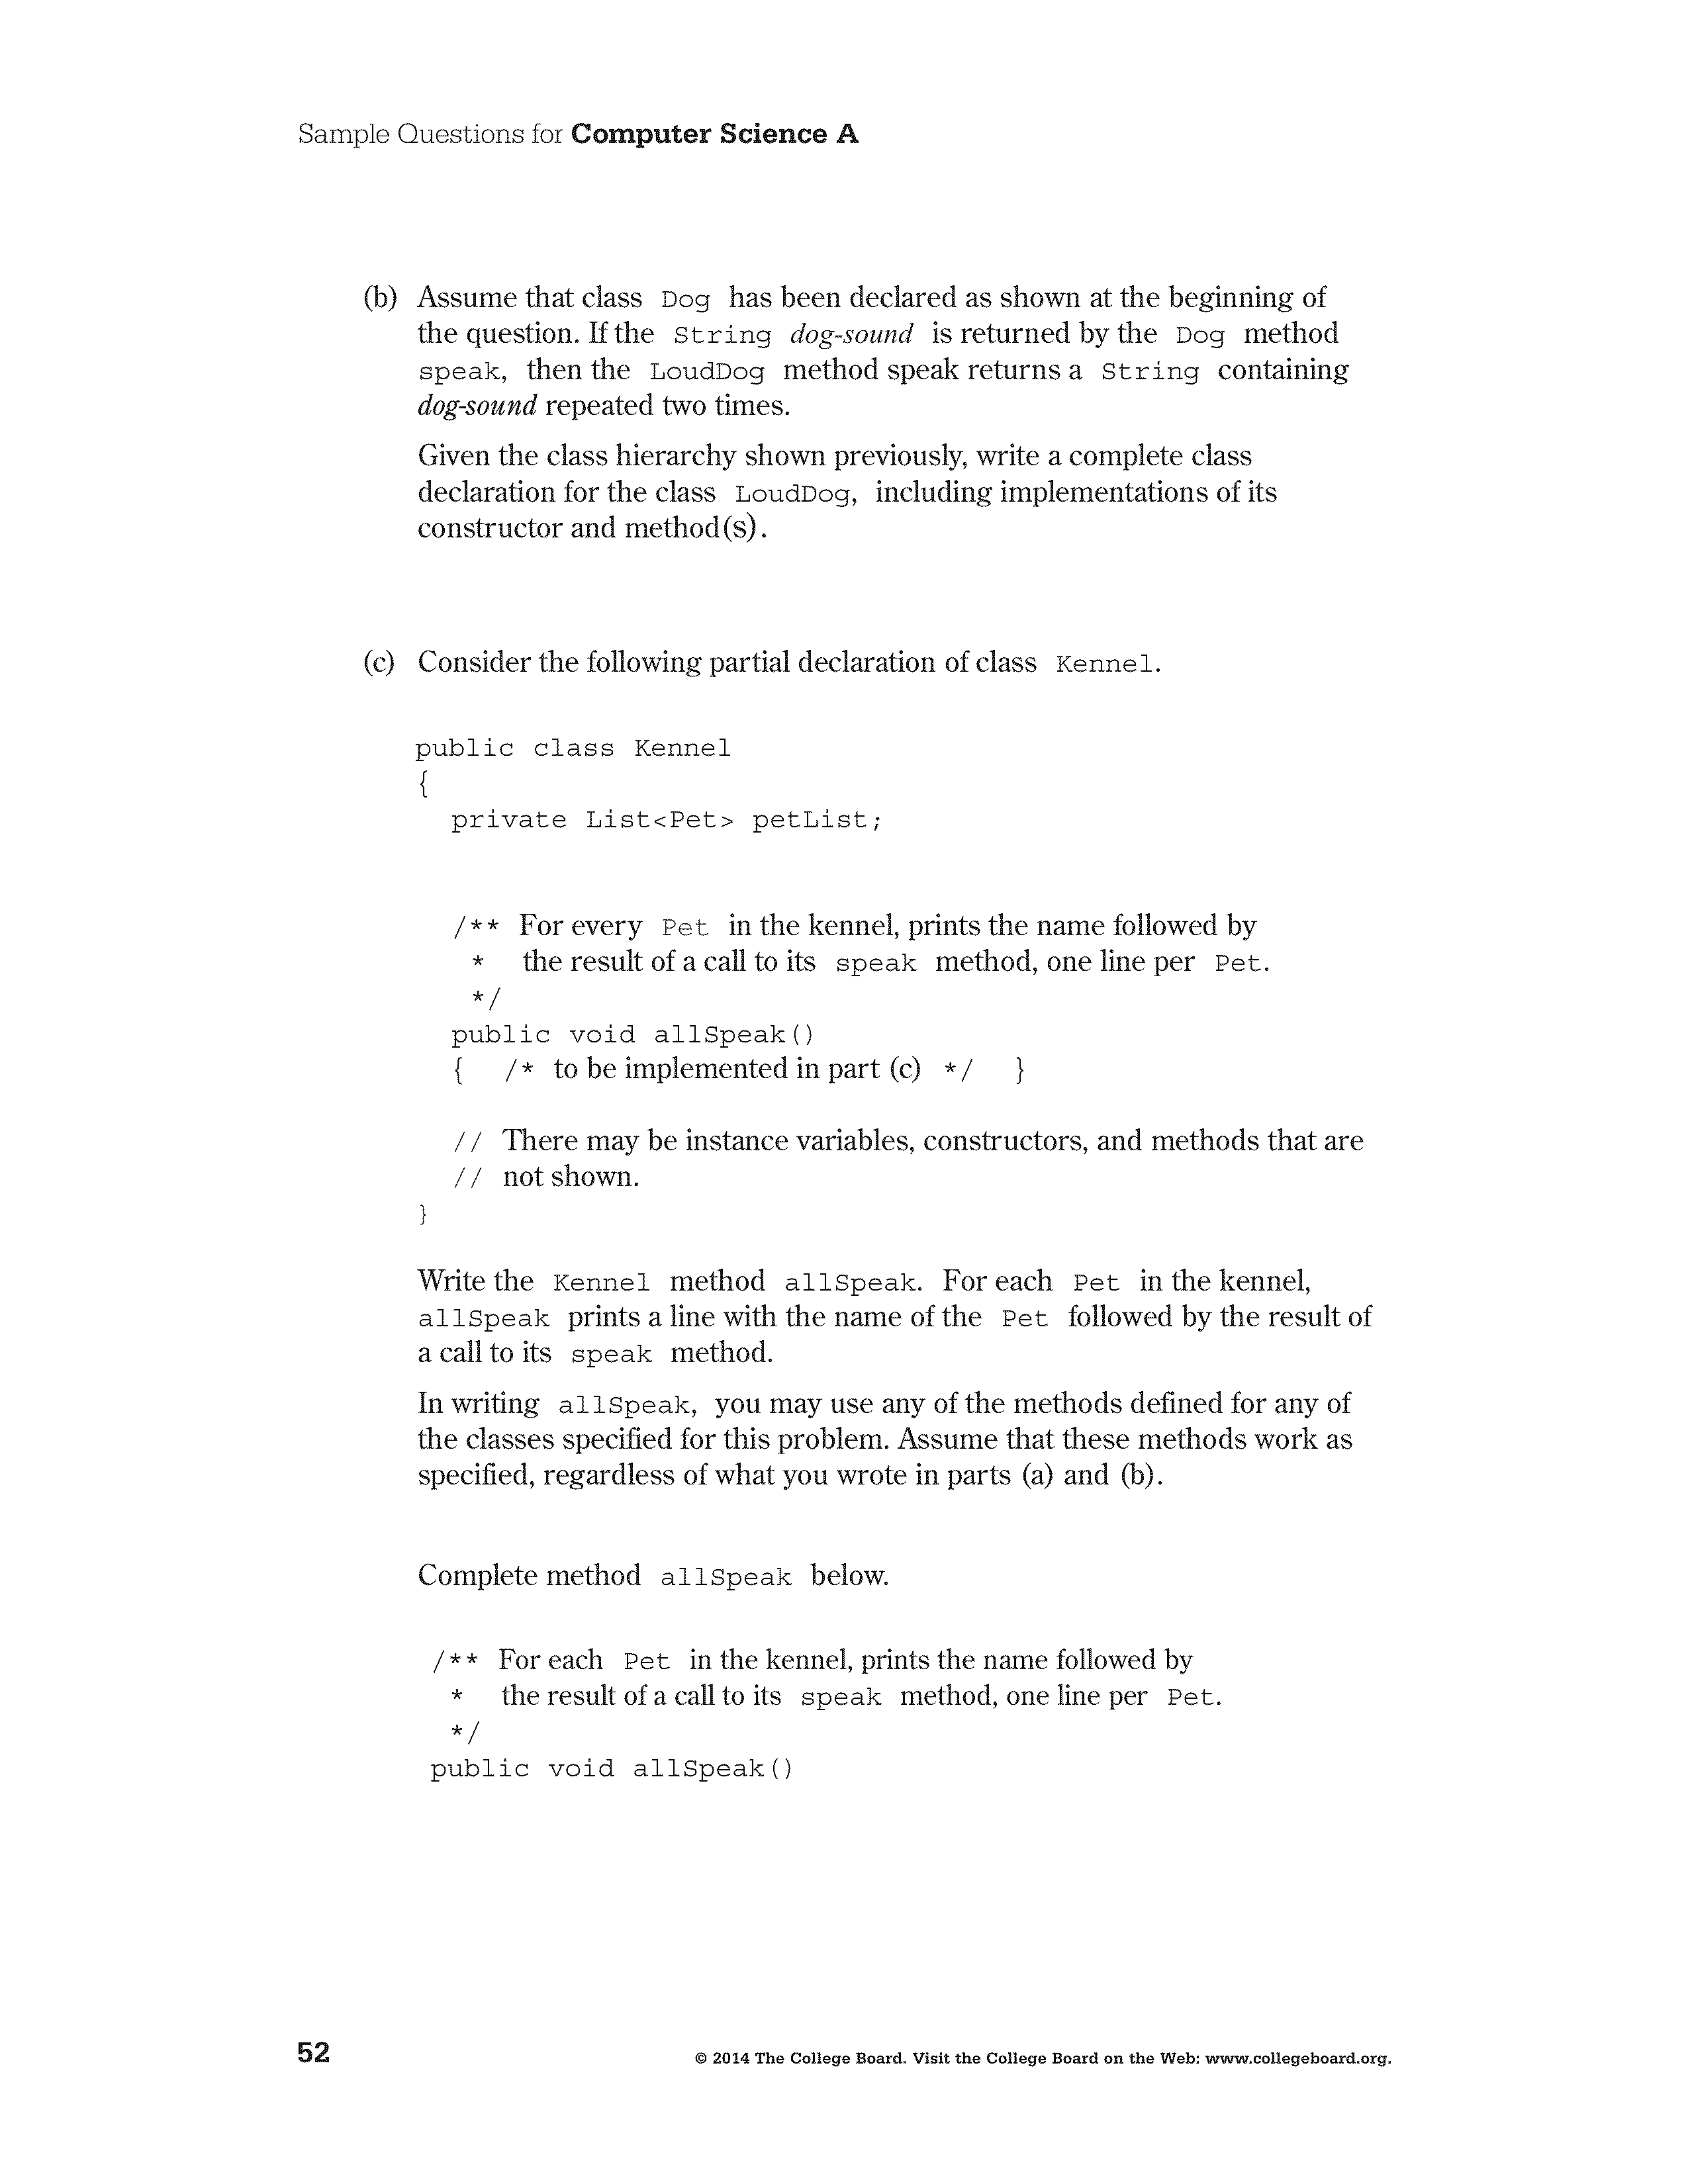 Sample Questions for Computer Science A
(b) Assume that class Dog has been declared as shown at the beginning of
the question. If the String dog-sound is returned by the Dog method
speak, then the LoudDog method speak returns a String containing
dog-sound repeated two times.
Given the class hierarchy shown previously, write a complete class
declaration for the class LoudDog, including implementations of its
constructor and method(s).
(c) Consider the following partial declaration of class Kennel.
public class Kennel
{
private List<Pet> petList;
/** For every Pet in the kennel, prints the name followed by
* the result of a call to its speak method, one line per Pet.
*/
public void allSpeak()
{ /* to be implemented in part (c) */ }
// There may be instance variables, constructors, and methods that are
// not shown.
}
Write the Kennel method allSpeak. For each Pet in the kennel,
allSpeak prints a line with the name of the Pet followed by the result of
a call to its speak method.
In writing allSpeak, you may use any of the methods defined for any of
the classes specified for this problem. Assume that these methods work as
specified, regardless of what you wrote in parts (a) and (b).
Complete method allSpeak below.
/** For each Pet in the kennel, prints the name followed by
* the result of a call to its speak method, one line per Pet.
*/
public void allSpeak()
52
© 2014 The College Board. Visit the College Board on the Web: www.collegeboard.org.